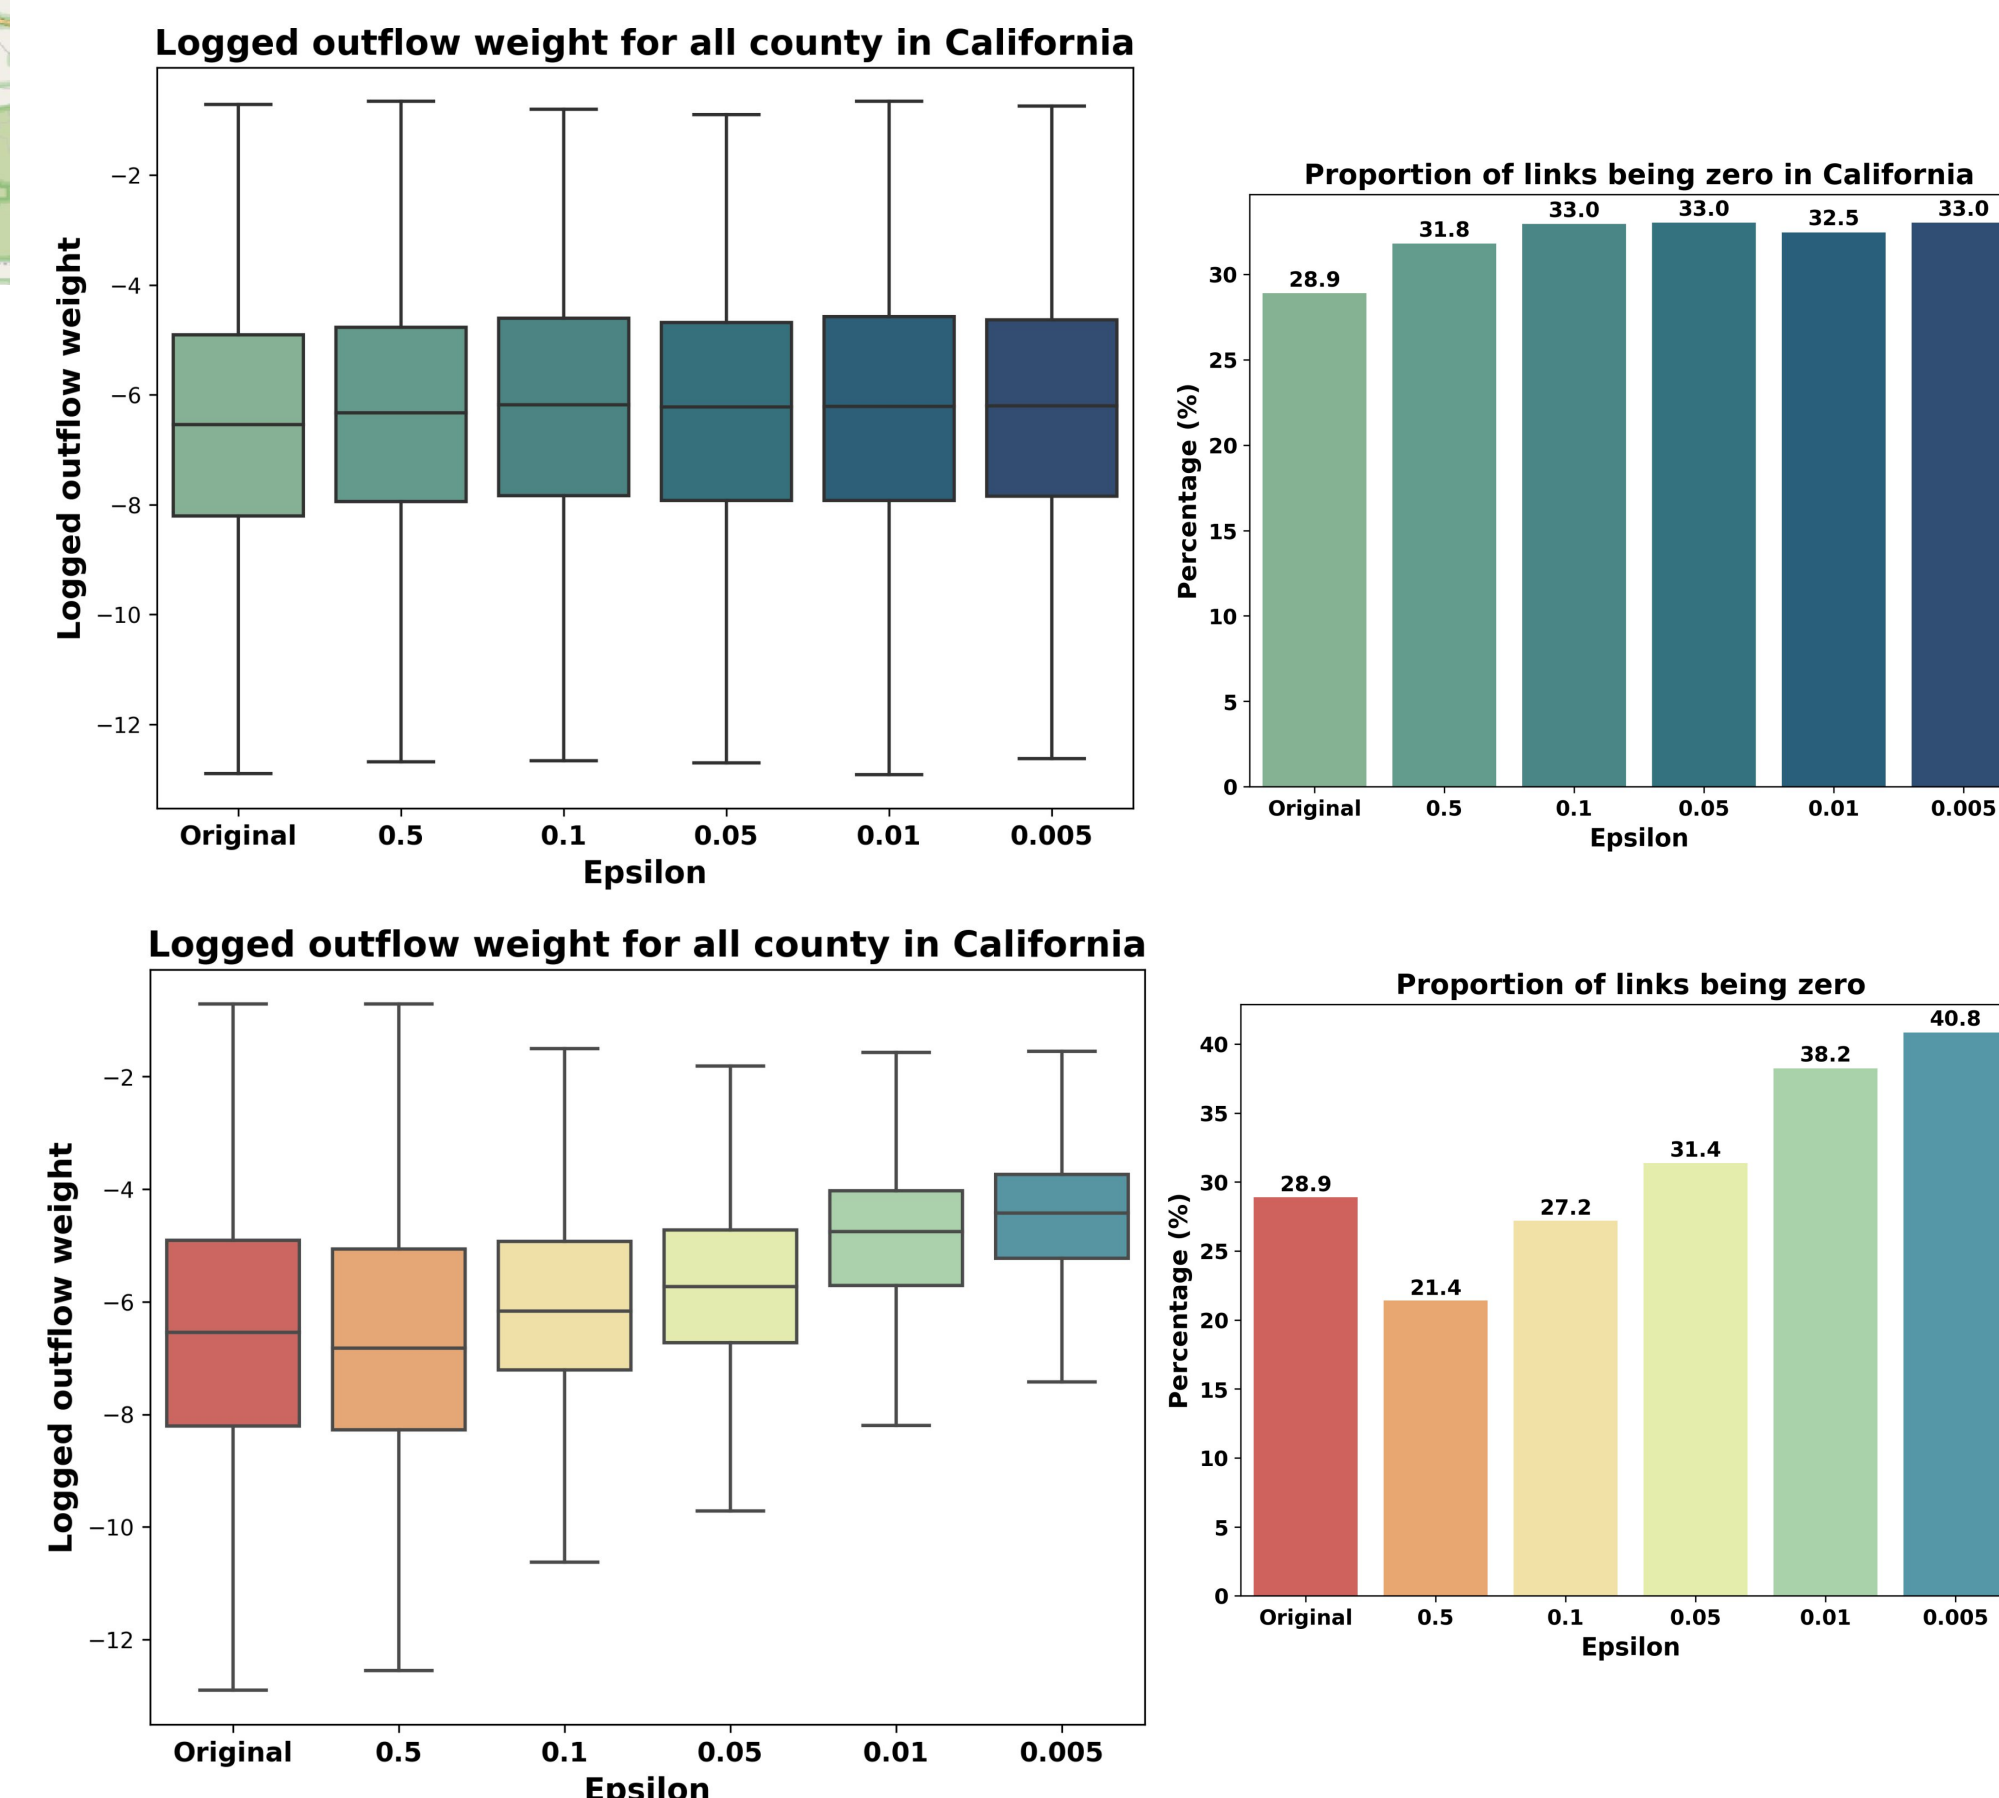 Logged outflow weight for all county in California
Logged outflow weight
−2
−4
−6
−8
−10
−12
Original 0.5 0.1 0.05 0.01 0.005
Epsilon
Proportion of links being zero in California
Percentage (%)
30
25
20
15
10
5
0
28.9 31.8 33.0 33.0 32.5 33.0
Original 0.5 0.1 0.05 0.01 0.005
Epsilon
Logged outflow weight for all county in California
Logged outflow weight
−2
−4
−6
−8
−10
−12
Original 0.5 0.1 0.05 0.01 0.005
Epsilon
Proportion of links being zero
Percentage (%)
40
35
30
25
20
15
10
5
0
28.9 21.4 27.2 31.4 38.2 40.8
Original 0.5 0.1 0.05 0.01 0.005
Epsilon